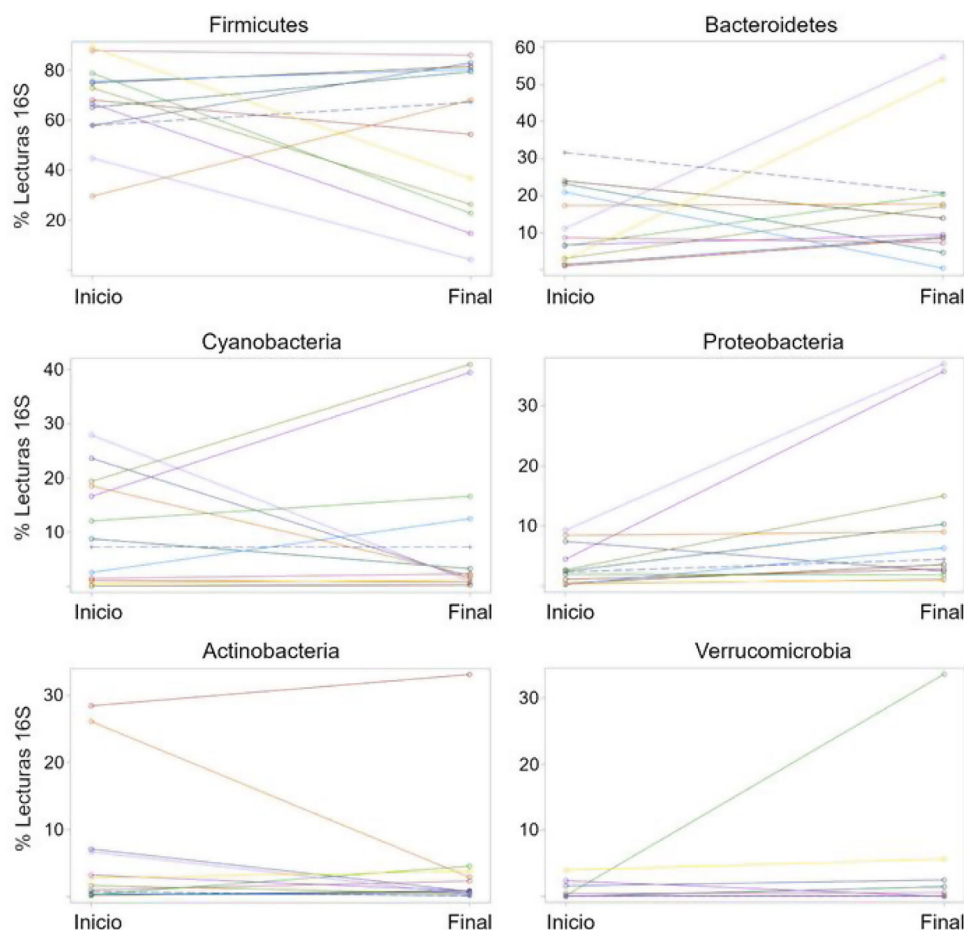 Firmicutes
Bacteroidetes
% Lecturas 16S
80
60
40
20
60
50
40
30
20
10
Inicio
Final
Inicio
Final
Cyanobacteria
Proteobacteria
% Lecturas 16S
40
30
20
10
30
20
10
Inicio
Final
Inicio
Final
Actinobacteria
Verrucomicrobia
% Lecturas 16S
30
20
10
30
20
10
Inicio
Final
Inicio
Final